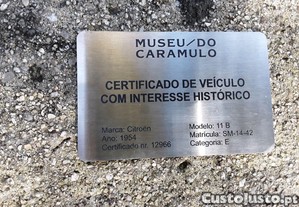 MUSEU/DO
CARAMULO
CERTIFICADO DE VEÍCULO
COM INTERESSE HISTÓRICO
Marca: Citroën
Ano: 1954
Certificado nr. 12966
Modelo: 11 B
Matrícula: SM-14-42
Categoria: E
CustoJusto.pt